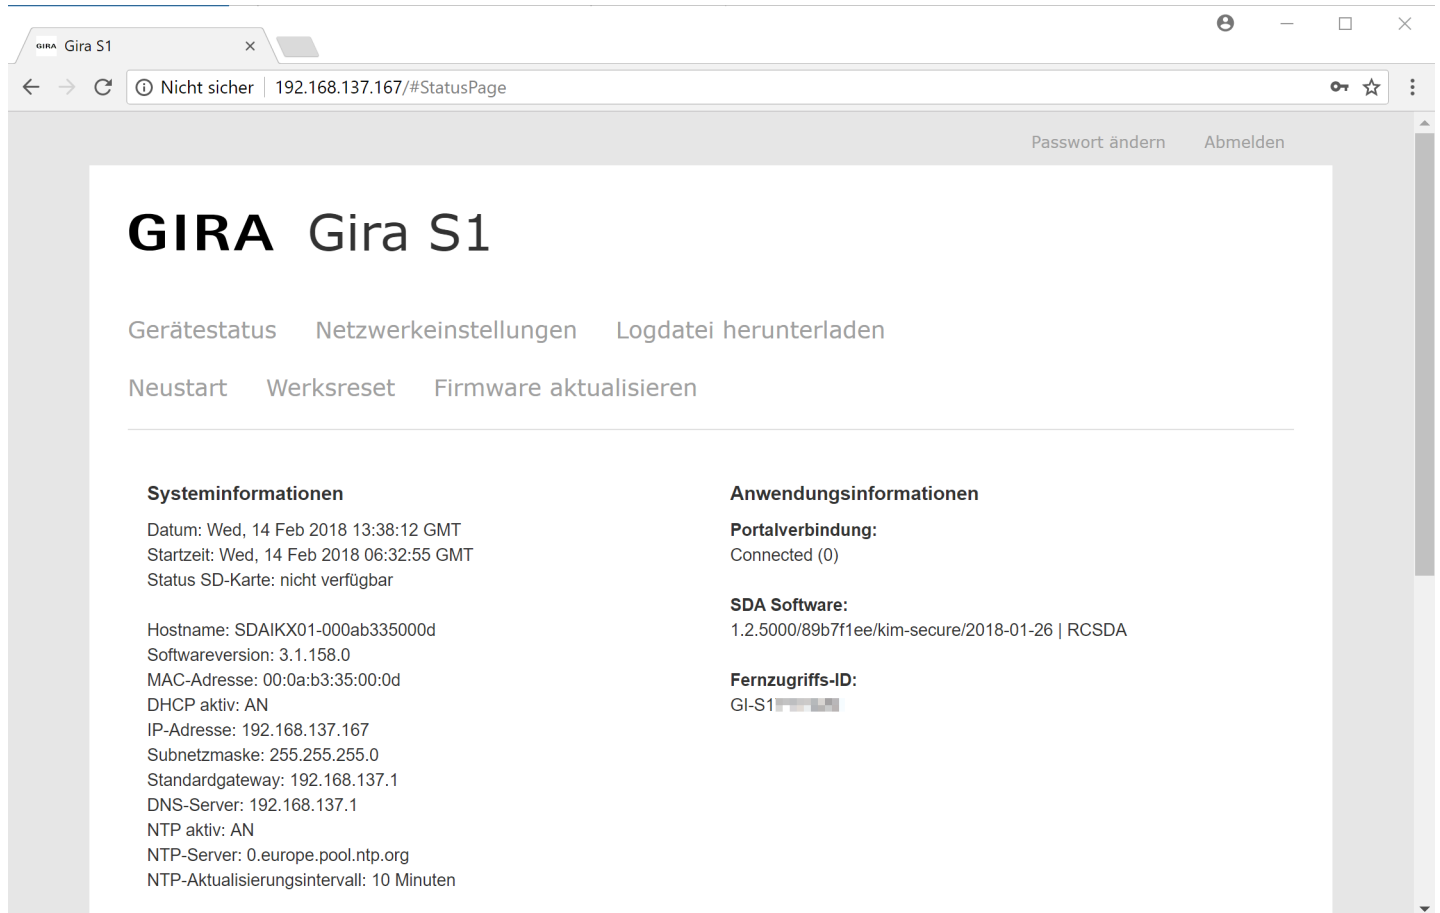 GIRA Gira S1
Nicht sicher 192.168.137.167/#StatusPage
Passwort ändern Abmelden
GIRA Gira S1
Gerätestatus Netzwerkeinstellungen Logdatei herunterladen
Neustart Werksreset Firmware aktualisieren
Systeminformationen
Datum: Wed, 14 Feb 2018 13:38:12 GMT
Startzeit: Wed, 14 Feb 2018 06:32:55 GMT
Status SD-Karte: nicht verfügbar
Hostname: SDAIKX01-000ab335000d
Softwareversion: 3.1.158.0
MAC-Adresse: 00:0a:b3:35:00:0d
DHCP aktiv: AN
IP-Adresse: 192.168.137.167
Subnetzmaske: 255.255.255.0
Standardgateway: 192.168.137.1
DNS-Server: 192.168.137.1
NTP aktiv: AN
NTP-Server: 0.europe.pool.ntp.org
NTP-Aktualisierungsintervall: 10 Minuten
Anwendungsinformationen
Portalverbindung:
Connected (0)
SDA Software:
1.2.5000/89b7f1ee/kim-secure/2018-01-26 | RCSDA
Fernzugriffs-ID:
GI-S1